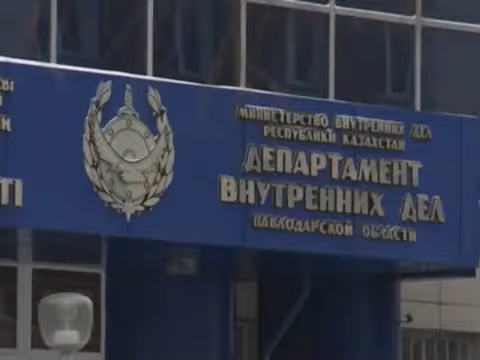 МИНИСТЕРСТВО ВНУТРЕННИХ ДЕЛ
РЕСПУБЛИКИ КАЗАХСТАН
ДЕПАРТАМЕНТ
ВНУТРЕННИХ ДЕЛ
ПАВЛОДАРСКОЙ ОБЛАСТИ